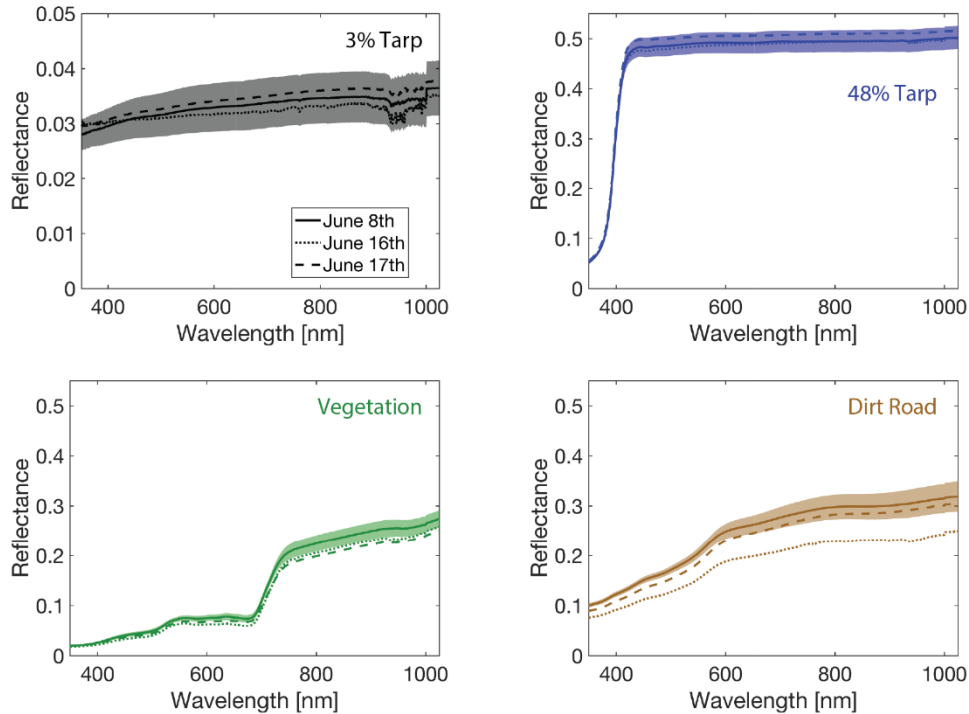 0.05
0.04
0.03
0.02
0.01
0
Reflectance
3% Tarp
June 8th
June 16th
June 17th
400
600
800
1000
Wavelength [nm]
0.5
0.4
0.3
0.2
0.1
0
Reflectance
48% Tarp
400
600
800
1000
Wavelength [nm]
0.5
0.4
0.3
0.2
0.1
0
Reflectance
Vegetation
400
600
800
1000
Wavelength [nm]
0.5
0.4
0.3
0.2
0.1
0
Reflectance
Dirt Road
400
600
800
1000
Wavelength [nm]